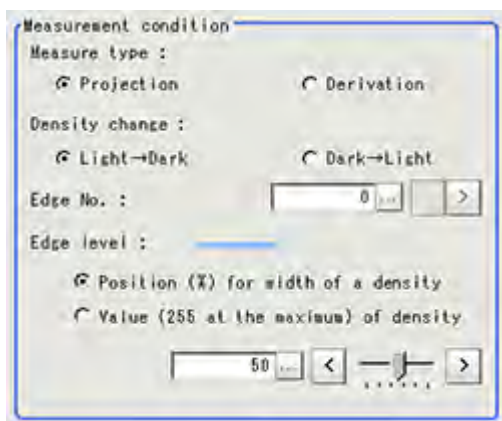 Measurement condition
Measure type :
Projection Derivation
Density change :
Light→Dark Dark→Light
Edge No. : 0 ... >
Edge level :
Position (%) for width of a density
Value (255 at the maximum) of density
50 ... < >